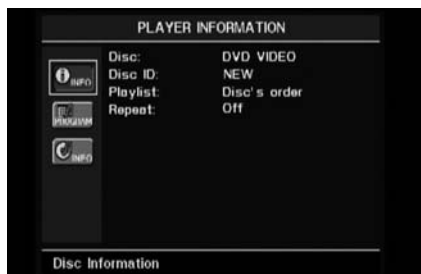 PLAYER INFORMATION
Disc: DVD VIDEO
Disc ID: NEW
Playlist: Disc's order
Repeat: Off
INFO
PROGRAM
INFO
Disc Information